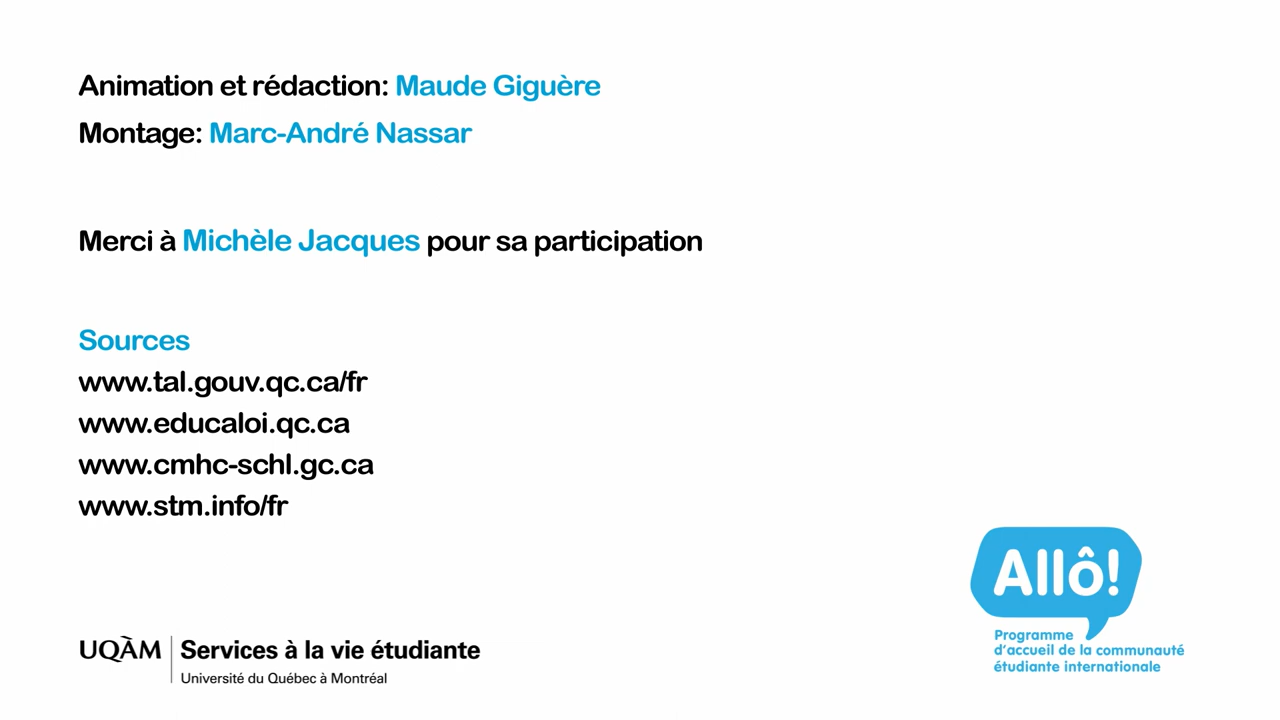 Animation et rédaction: Maude Giguère
Montage: Marc-André Nassar
Merci à Michèle Jacques pour sa participation
Sources
www.tal.gouv.qc.ca/fr
www.educaloi.qc.ca
www.cmhc-schl.gc.ca
www.stm.info/fr
UQÀM Services à la vie étudiante
Université du Québec à Montréal
Allô!
Programme
d'accueil de la communauté
étudiante internationale